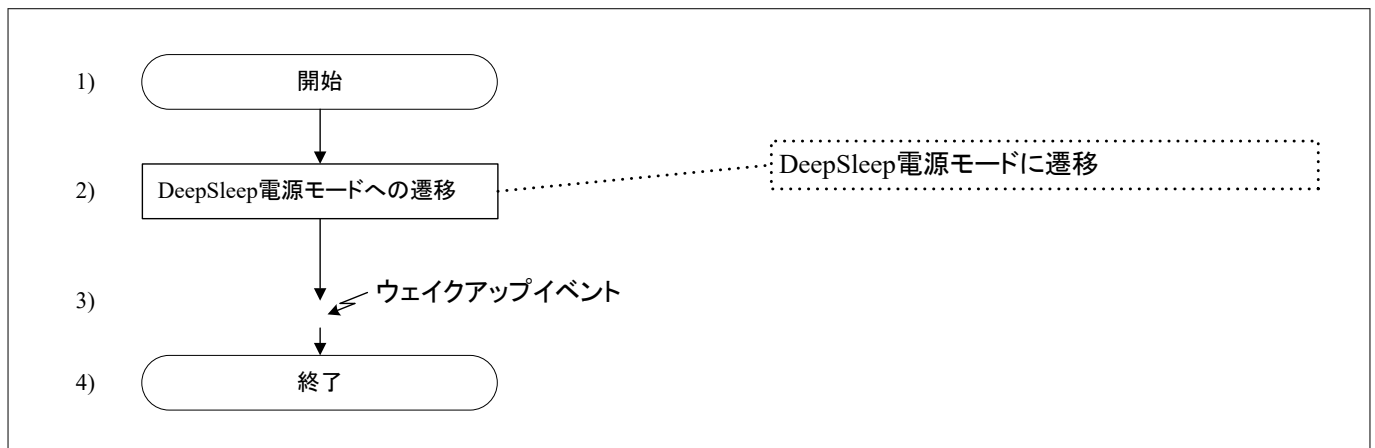 1)
開始
2)
DeepSleep電源モードへの遷移
DeepSleep電源モードに遷移
3)
ウェイクアップイベント
4)
終了